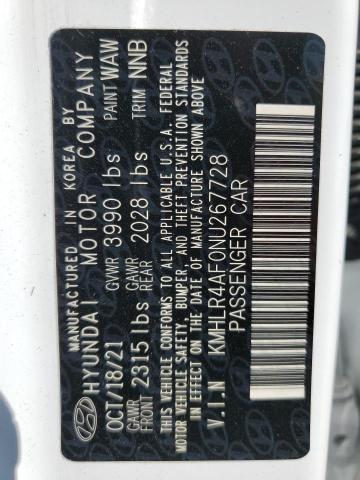 MANUFACTURED IN KOREA BY
HYUNDAI MOTOR COMPANY
OCT/18/21 GVWR 3990 lbs PAINT WAW
GAWR FRONT 2315 lbs GAWR REAR 2028 lbs TRIM NNB
THIS VEHICLE CONFORMS TO ALL APPLICABLE U.S.A. FEDERAL
MOTOR VEHICLE SAFETY, BUMPER, AND THEFT PREVENTION STANDARDS
IN EFFECT ON THE DATE OF MANUFACTURE SHOWN ABOVE
V.I.N KMHLR4AF0NU267728
PASSENGER CAR